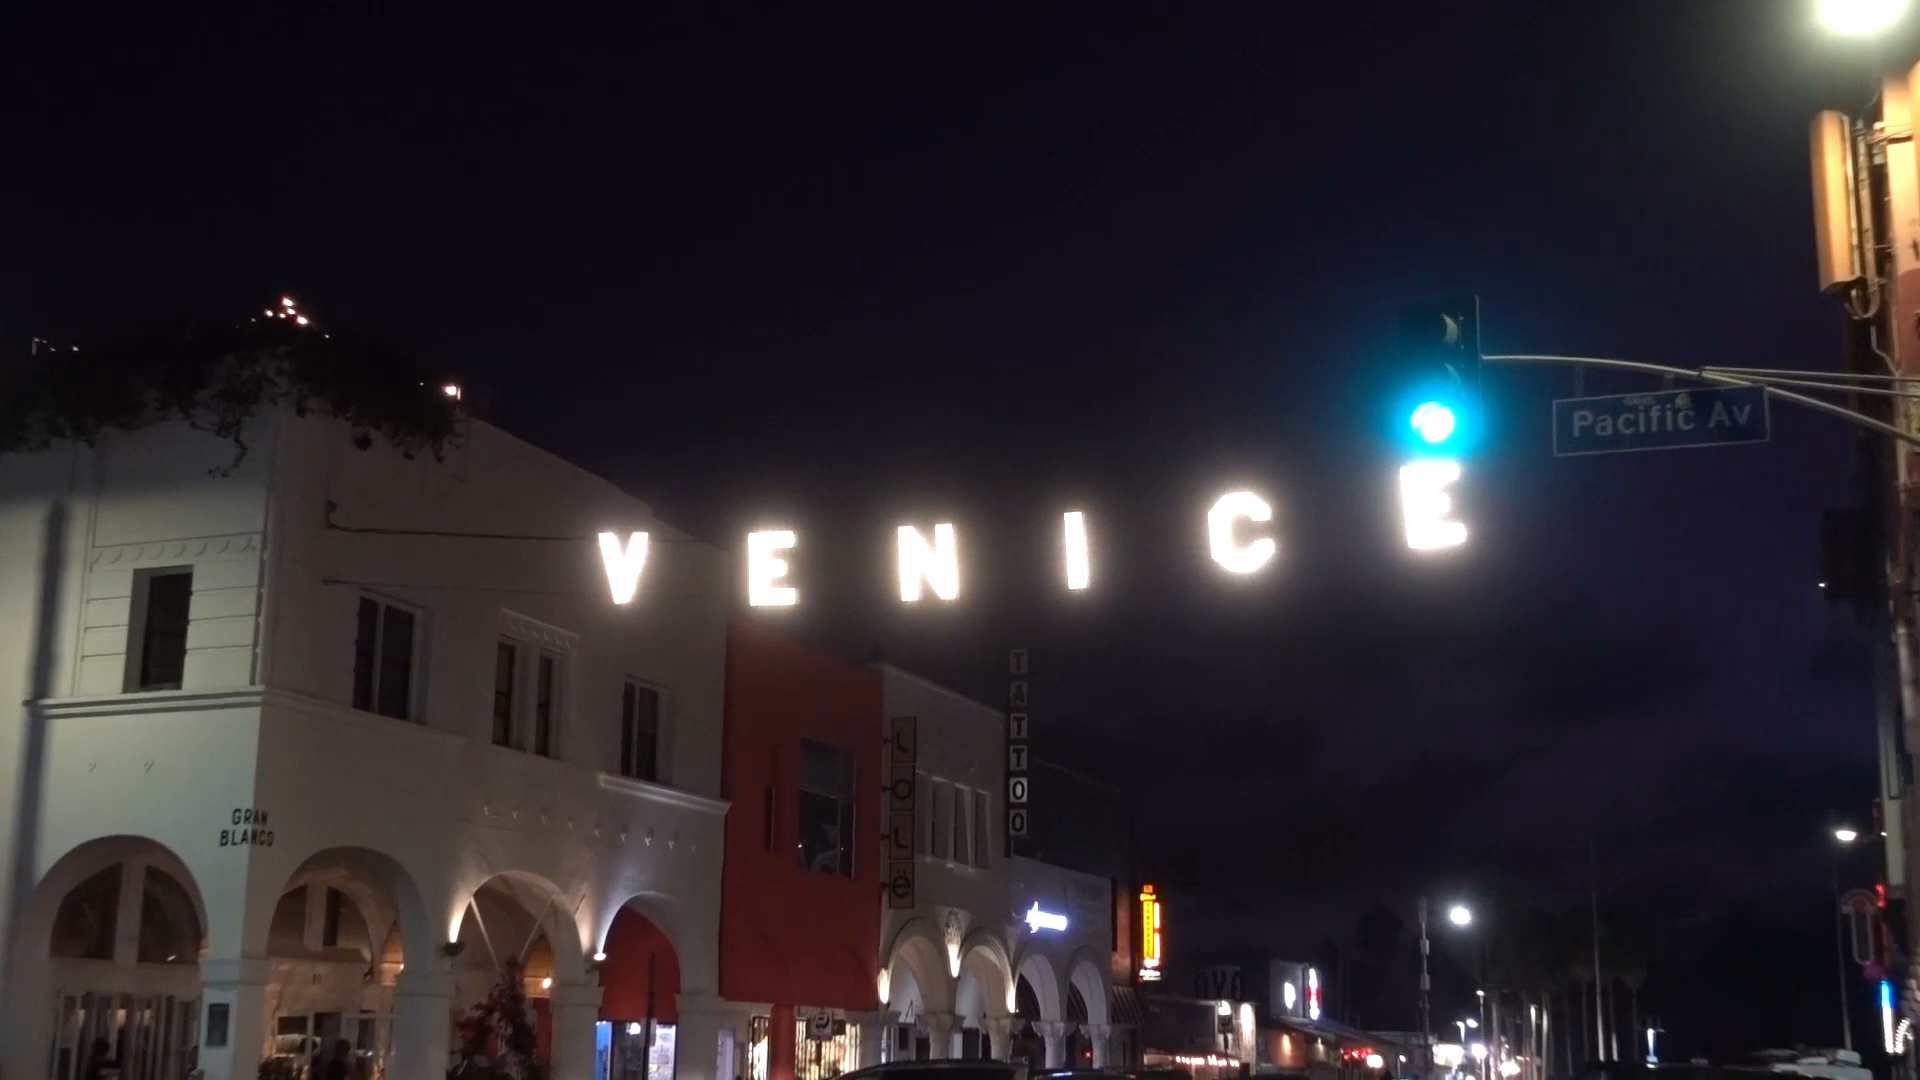 VENICE
Pacific Av
GRAN
BLANCO
LOLË
TATTOO